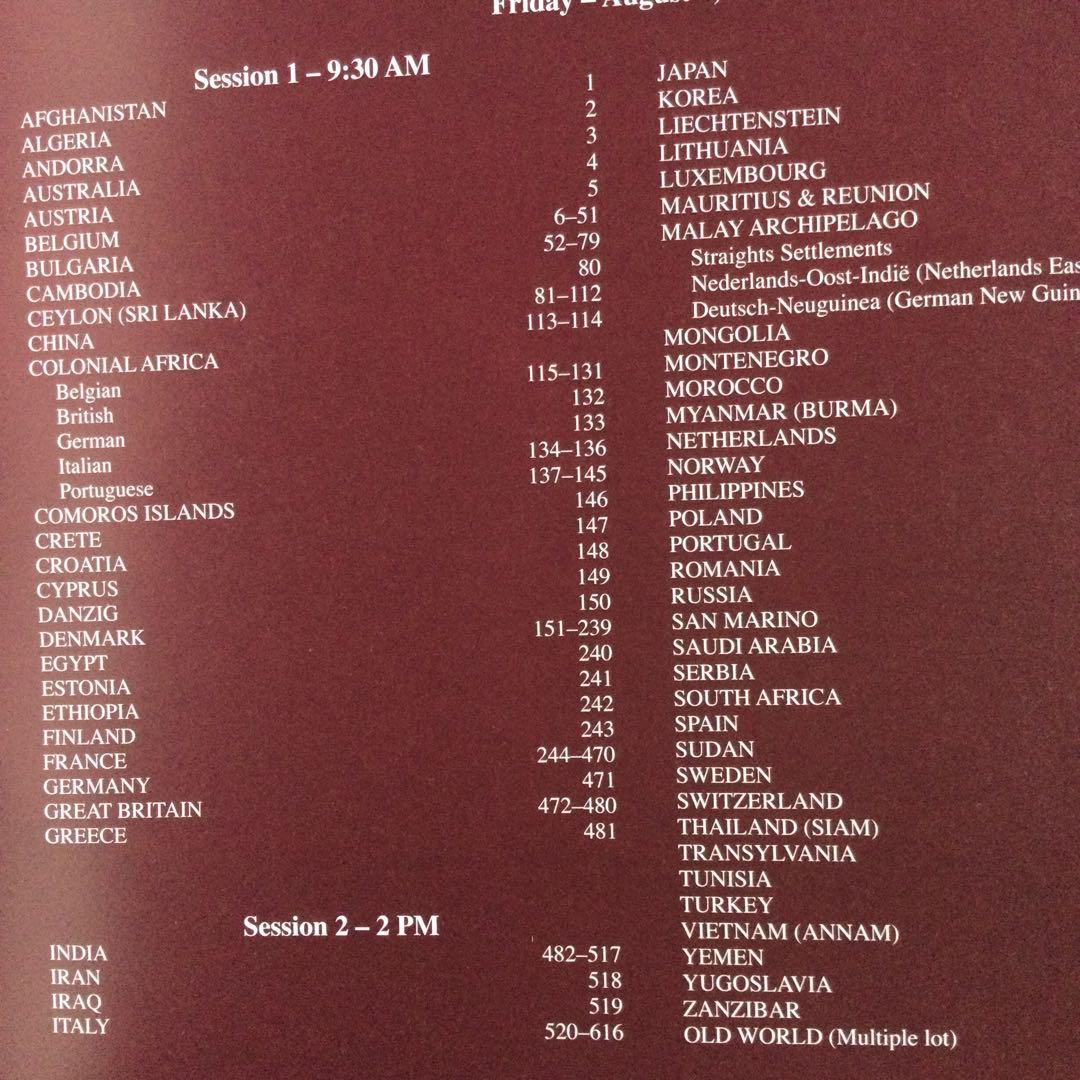 Friday – August
Session 1 – 9:30 AM
AFGHANISTAN 1
ALGERIA 2
ANDORRA 3
AUSTRALIA 4
AUSTRIA 5
BELGIUM 6–51
BULGARIA 52–79
CAMBODIA 80
CEYLON (SRI LANKA) 81–112
CHINA 113–114
COLONIAL AFRICA
Belgian 115–131
British 132
German 133
Italian 134–136
Portuguese 137–145
COMOROS ISLANDS 146
CRETE 147
CROATIA 148
CYPRUS 149
DANZIG 150
DENMARK 151–239
EGYPT 240
ESTONIA 241
ETHIOPIA 242
FINLAND 243
FRANCE 244–470
GERMANY 471
GREAT BRITAIN 472–480
GREECE 481
Session 2 – 2 PM
INDIA 482–517
IRAN 518
IRAQ 519
ITALY 520–616
JAPAN
KOREA
LIECHTENSTEIN
LITHUANIA
LUXEMBOURG
MAURITIUS & REUNION
MALAY ARCHIPELAGO
Straights Settlements
Nederlands-Oost-Indië (Netherlands Eas
Deutsch-Neuguinea (German New Guin
MONGOLIA
MONTENEGRO
MOROCCO
MYANMAR (BURMA)
NETHERLANDS
NORWAY
PHILIPPINES
POLAND
PORTUGAL
ROMANIA
RUSSIA
SAN MARINO
SAUDI ARABIA
SERBIA
SOUTH AFRICA
SPAIN
SUDAN
SWEDEN
SWITZERLAND
THAILAND (SIAM)
TRANSYLVANIA
TUNISIA
TURKEY
VIETNAM (ANNAM)
YEMEN
YUGOSLAVIA
ZANZIBAR
OLD WORLD (Multiple lot)